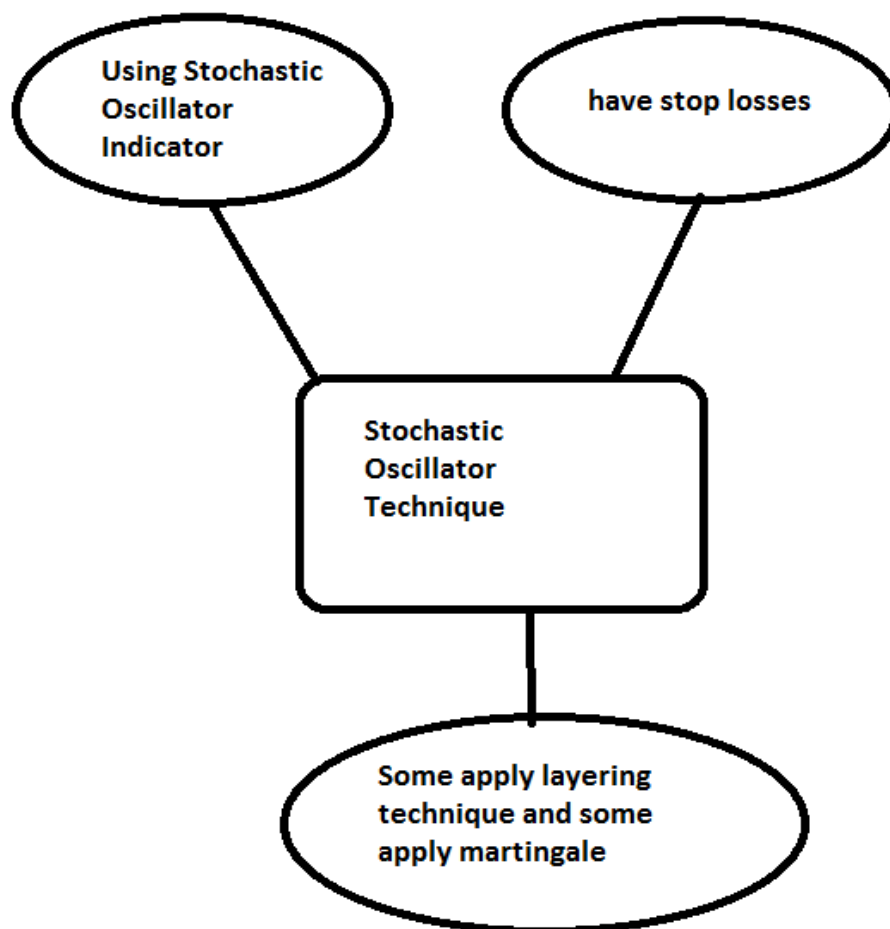 Using Stochastic
Oscillator
Indicator
have stop losses
Stochastic
Oscillator
Technique
Some apply layering
technique and some
apply martingale